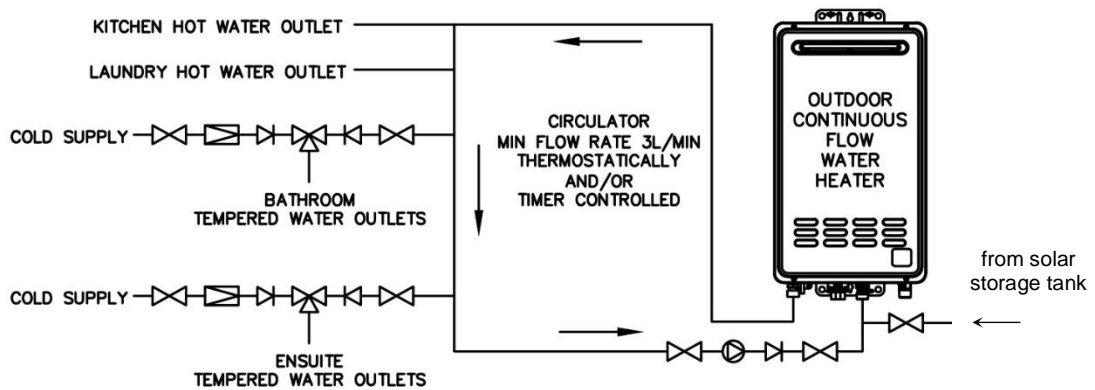 KITCHEN HOT WATER OUTLET
LAUNDRY HOT WATER OUTLET
COLD SUPPLY
BATHROOM
TEMPERED WATER OUTLETS
COLD SUPPLY
ENSUITE
TEMPERED WATER OUTLETS
CIRCULATOR
MIN FLOW RATE 3L/MIN
THERMOSTATICALLY
AND/OR
TIMER CONTROLLED
OUTDOOR
CONTINUOUS
FLOW
WATER
HEATER
from solar
storage tank